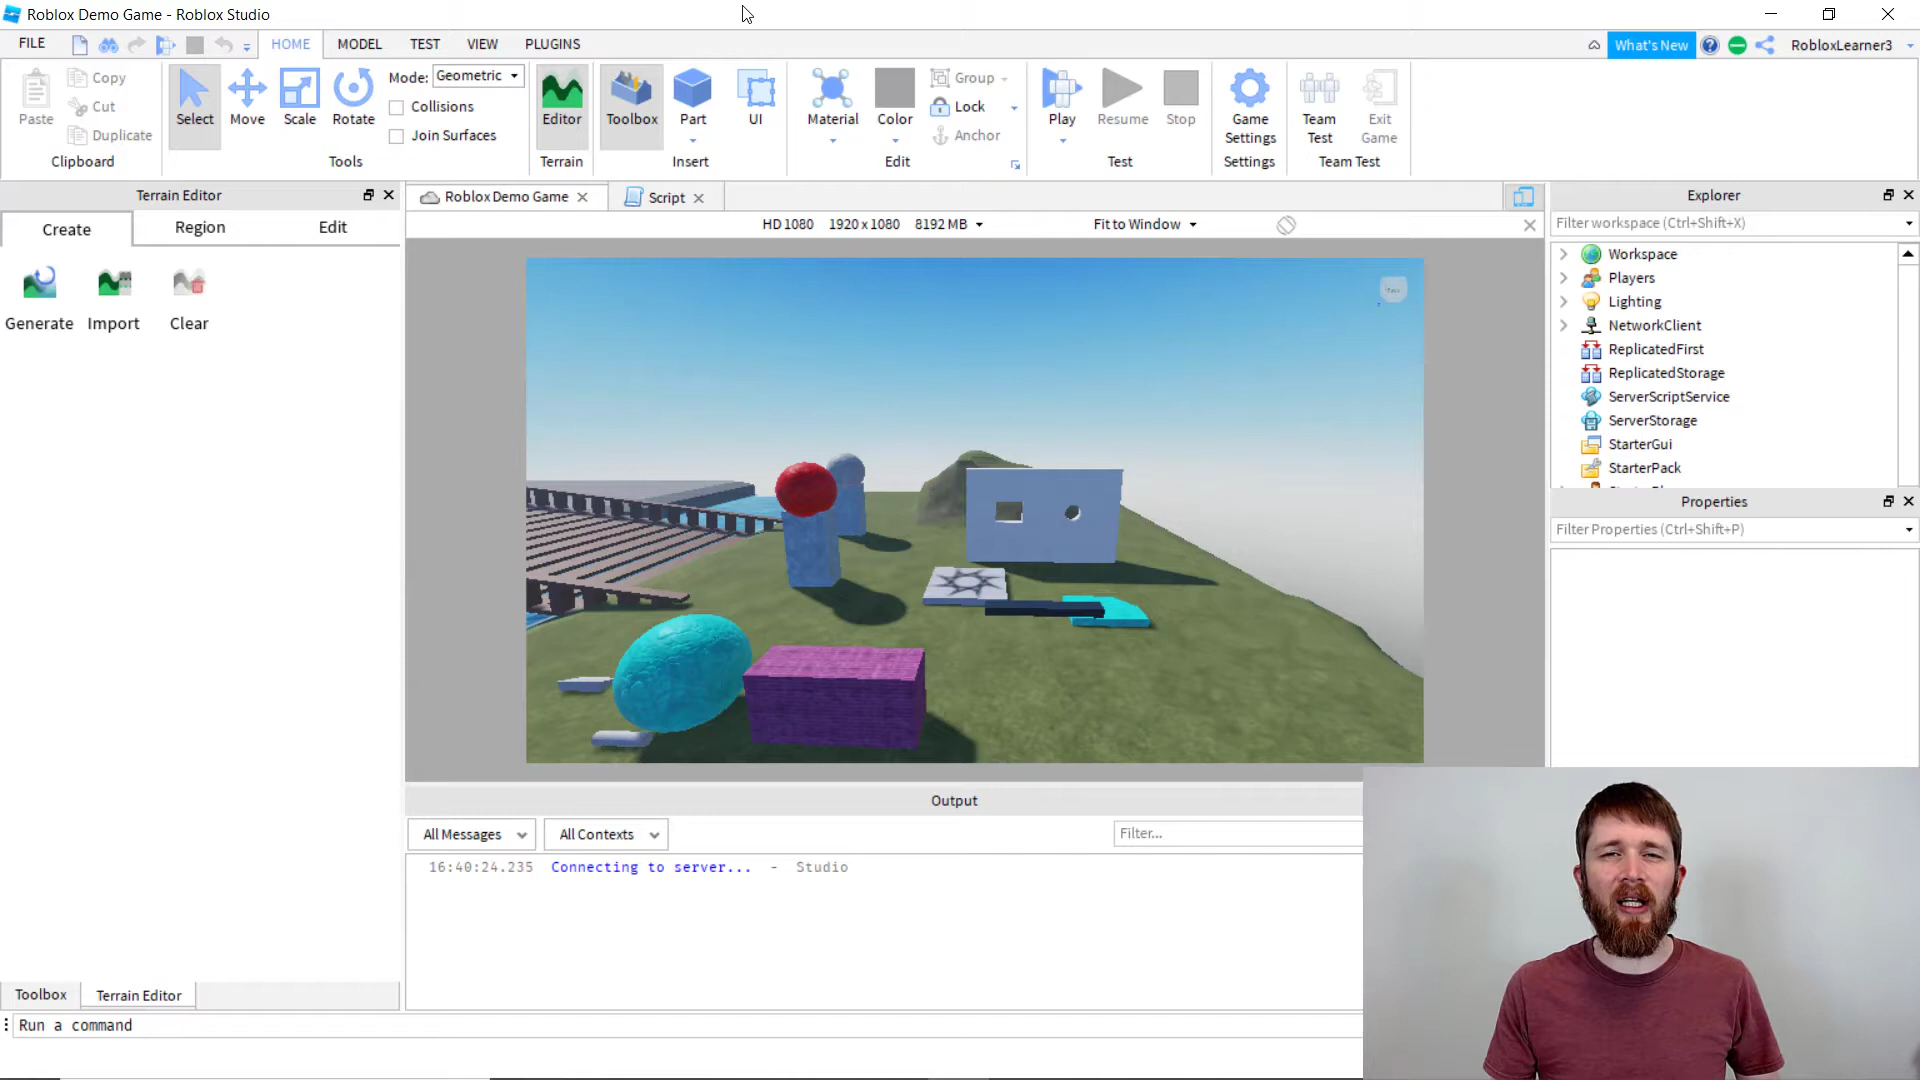 Roblox Demo Game - Roblox Studio
FILE
HOME
MODEL
TEST
VIEW
PLUGINS
What's New
RobloxLearner3
Paste
Copy
Cut
Duplicate
Clipboard
Select
Move
Scale
Rotate
Mode: Geometric
Collisions
Join Surfaces
Tools
Editor
Terrain
Toolbox
Part
UI
Insert
Material
Color
Group
Lock
Anchor
Edit
Play
Resume
Stop
Test
Game
Settings
Settings
Team
Test
Exit
Game
Team Test
Terrain Editor
Create
Region
Edit
Generate
Import
Clear
Roblox Demo Game
Script
HD 1080 1920 x 1080 8192 MB
Fit to Window
Explorer
Filter workspace (Ctrl+Shift+X)
Workspace
Players
Lighting
NetworkClient
ReplicatedFirst
ReplicatedStorage
ServerScriptService
ServerStorage
StarterGui
StarterPack
Properties
Filter Properties (Ctrl+Shift+P)
Output
All Messages
All Contexts
Filter...
16:40:24.235 Connecting to server... - Studio
Toolbox
Terrain Editor
Run a command